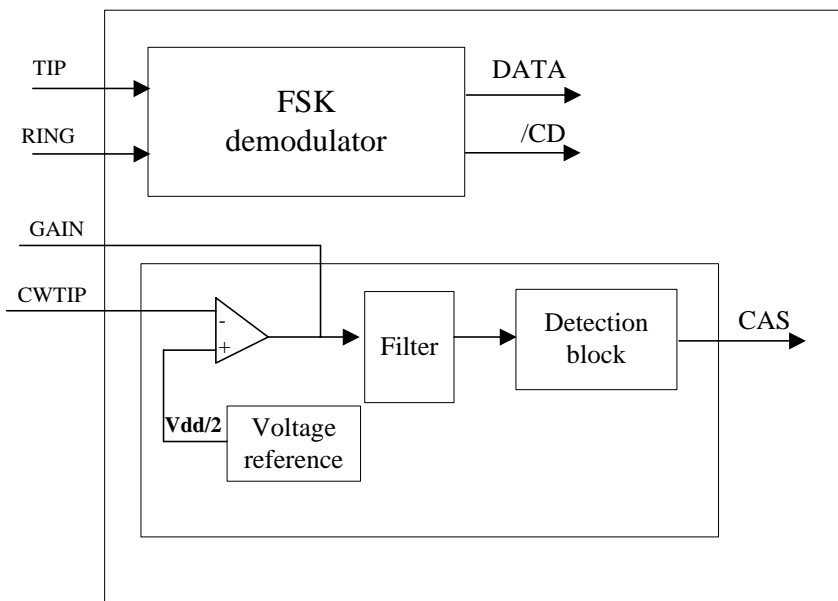 TIP
RING
FSK
demodulator
DATA
/CD
GAIN
CWTIP
-
+
Vdd/2
Voltage
reference
Filter
Detection
block
CAS